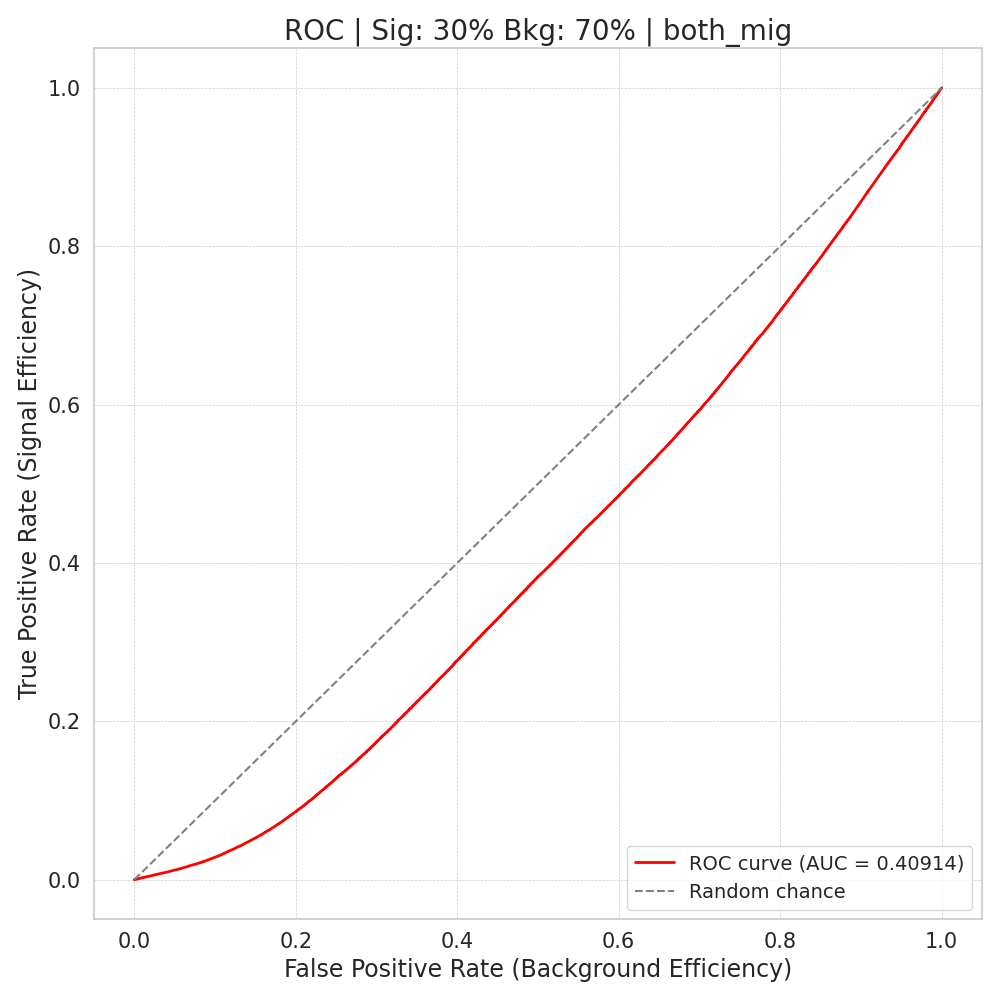 ROC | Sig: 30% Bkg: 70% | both_mig
True Positive Rate (Signal Efficiency)
1.0
0.8
0.6
0.4
0.2
0.0
ROC curve (AUC = 0.40914)
Random chance
0.0 0.2 0.4 0.6 0.8 1.0
False Positive Rate (Background Efficiency)